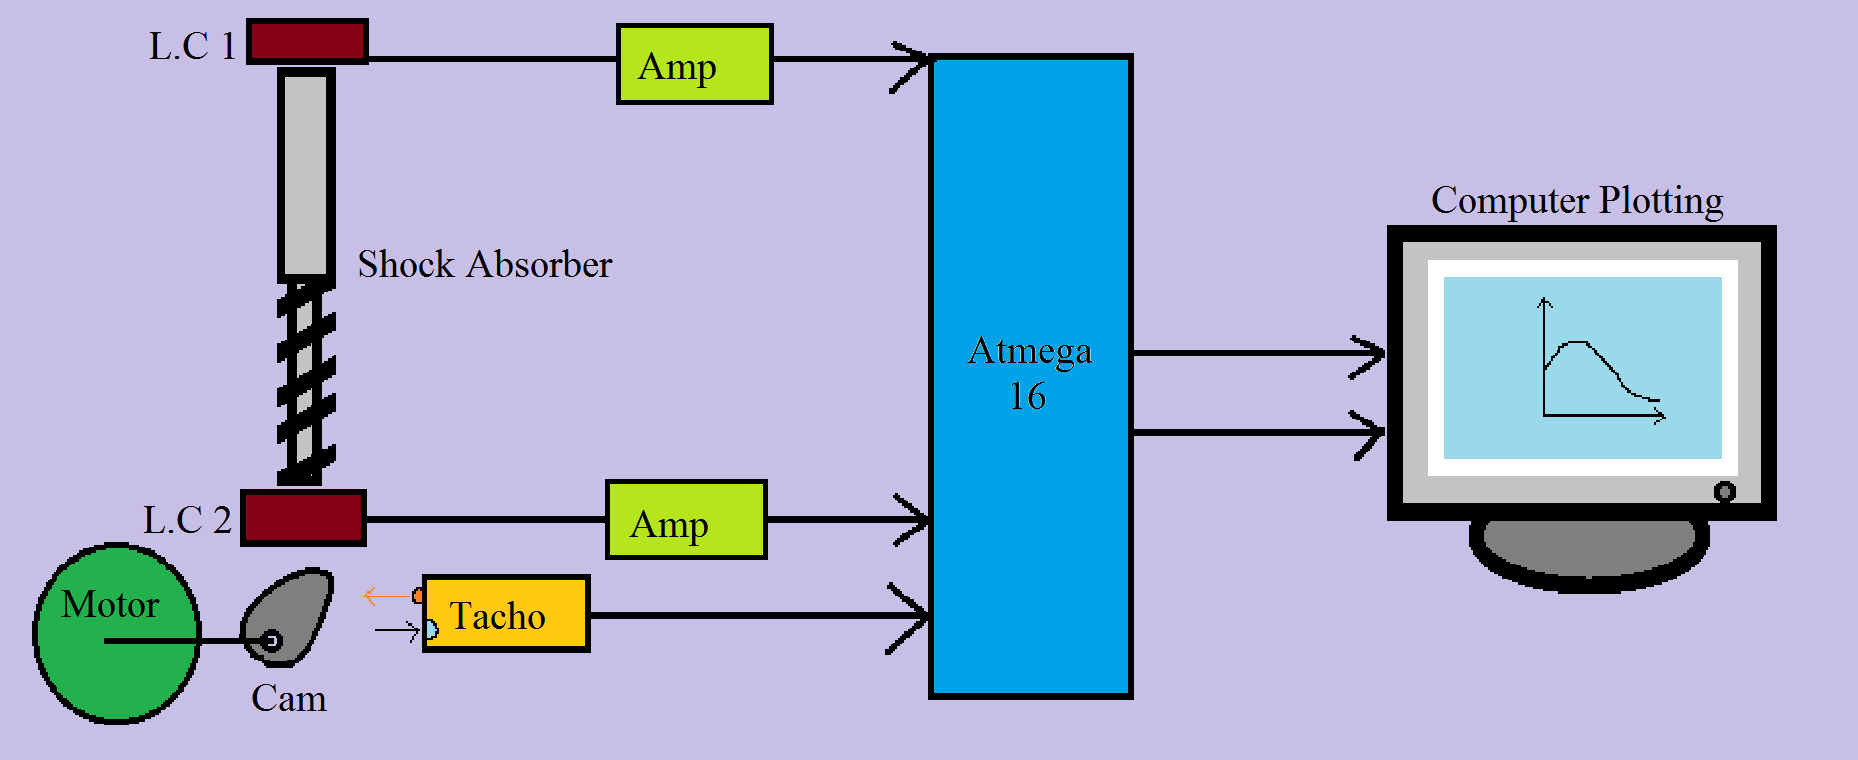 L.C 1
Amp
Computer Plotting
Shock Absorber
Atmega
16
L.C 2
Amp
Motor
Tacho
Cam